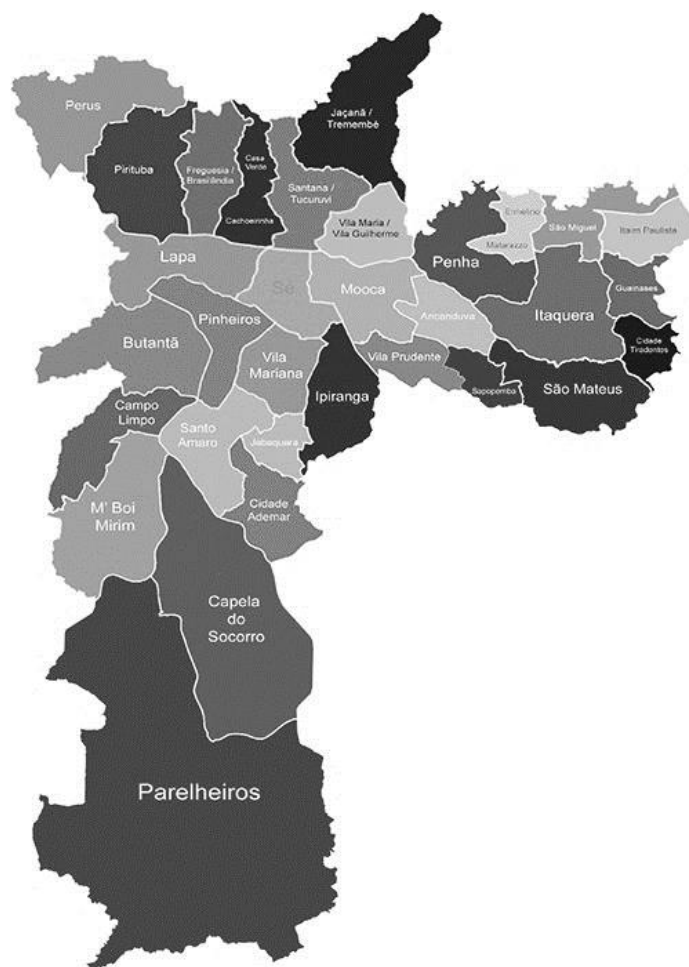 Perus
Jaçanã /
Tremembé
Pirituba
Freguesia /
Brasilândia
Casa
Verde
Cachoeirinha
Santana /
Tucuruvi
Vila Maria /
Vila Guilherme
Ermelino
Matarazzo
São Miguel
Itaim Paulista
Lapa
Sé
Mooca
Penha
Aricanduva
Itaquera
Guaianases
Butantã
Pinheiros
Vila
Mariana
Ipiranga
Vila Prudente
Sapopemba
São Mateus
Cidade
Tiradentes
Campo
Limpo
Santo
Amaro
Jabaquara
M' Boi
Mirim
Cidade
Ademar
Capela
do
Socorro
Parelheiros